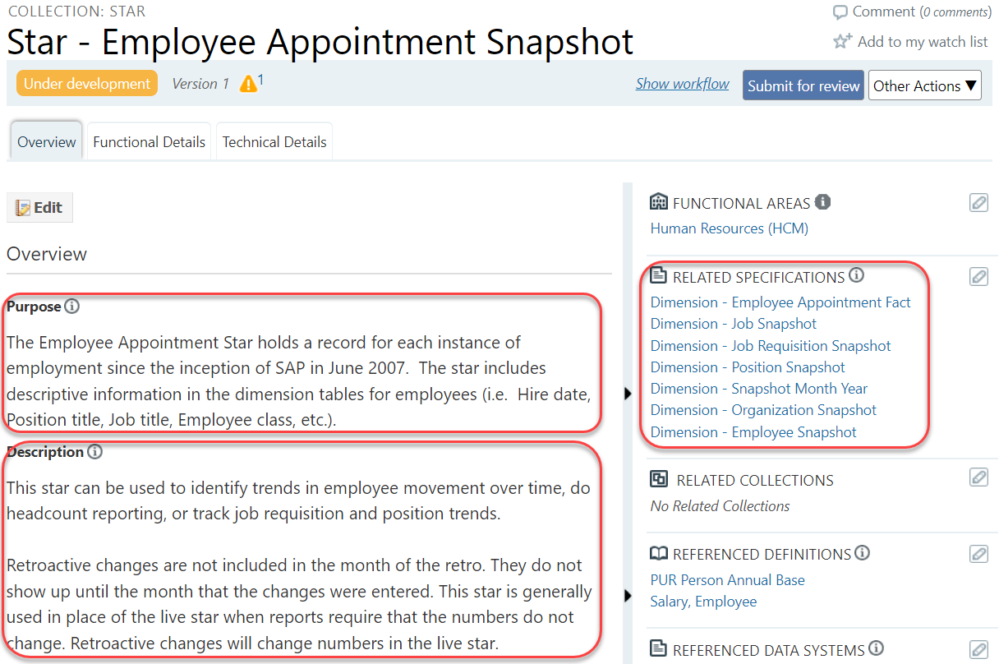 COLLECTION: STAR
Comment (0 comments)
Star - Employee Appointment Snapshot
Add to my watch list
Under development
Version 1
1
Show workflow
Submit for review
Other Actions ▼
Overview
Functional Details
Technical Details
Edit
Overview
Purpose
The Employee Appointment Star holds a record for each instance of
employment since the inception of SAP in June 2007.  The star includes
descriptive information in the dimension tables for employees (i.e.  Hire date,
Position title, Job title, Employee class, etc.).
Description
This star can be used to identify trends in employee movement over time, do
headcount reporting, or track job requisition and position trends.
Retroactive changes are not included in the month of the retro. They do not
show up until the month that the changes were entered. This star is generally
used in place of the live star when reports require that the numbers do not
change. Retroactive changes will change numbers in the live star.
FUNCTIONAL AREAS
Human Resources (HCM)
RELATED SPECIFICATIONS
Dimension - Employee Appointment Fact
Dimension - Job Snapshot
Dimension - Job Requisition Snapshot
Dimension - Position Snapshot
Dimension - Snapshot Month Year
Dimension - Organization Snapshot
Dimension - Employee Snapshot
RELATED COLLECTIONS
No Related Collections
REFERENCED DEFINITIONS
PUR Person Annual Base
Salary, Employee
REFERENCED DATA SYSTEMS